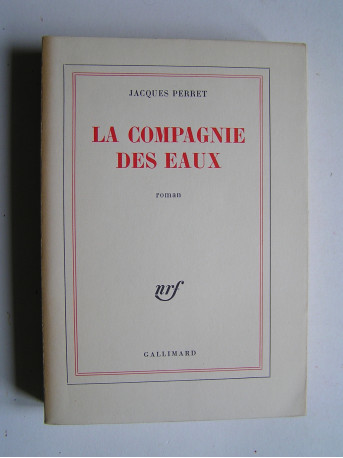 JACQUES PERRET
LA COMPAGNIE
DES EAUX
roman
nrf
GALLIMARD